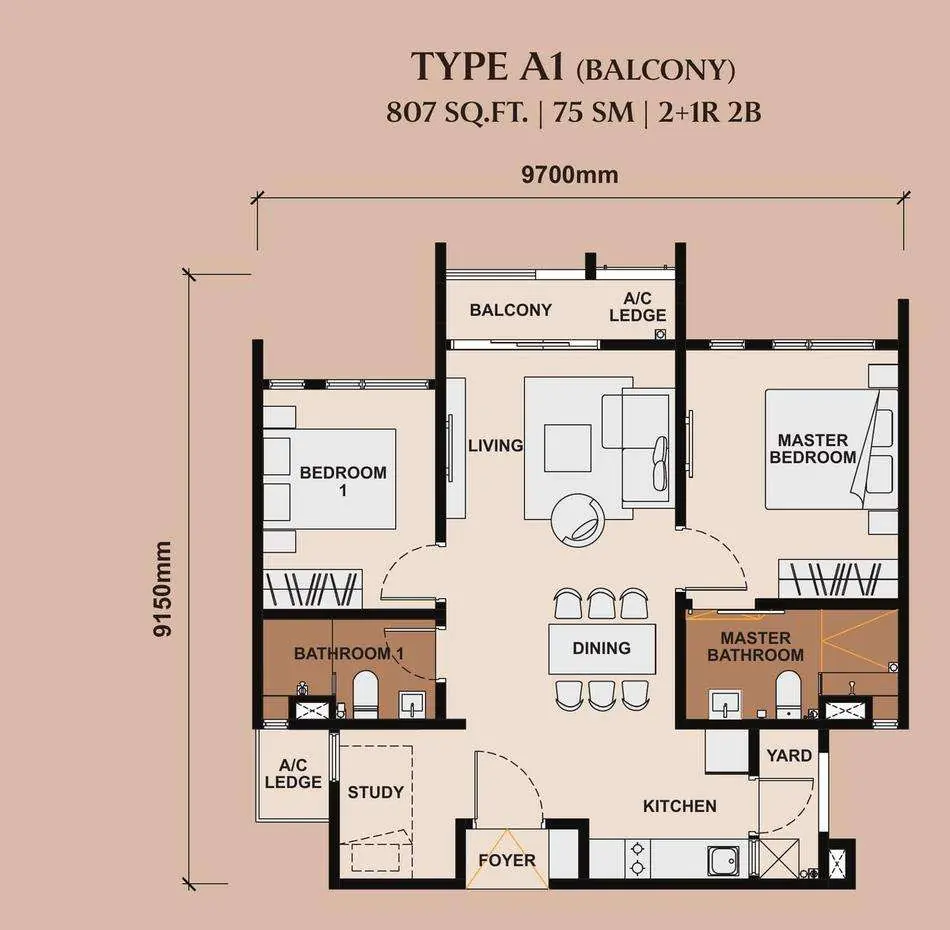 TYPE A1 (BALCONY)
807 SQ.FT. | 75 SM | 2+1R 2B
9700mm
9150mm
BALCONY
A/C
LEDGE
LIVING
MASTER
BEDROOM
BEDROOM
1
DINING
MASTER
BATHROOM
BATHROOM 1
A/C
LEDGE
STUDY
YARD
KITCHEN
FOYER